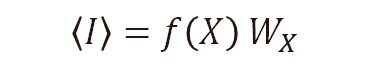 ⟨I⟩ = f(X) W_X